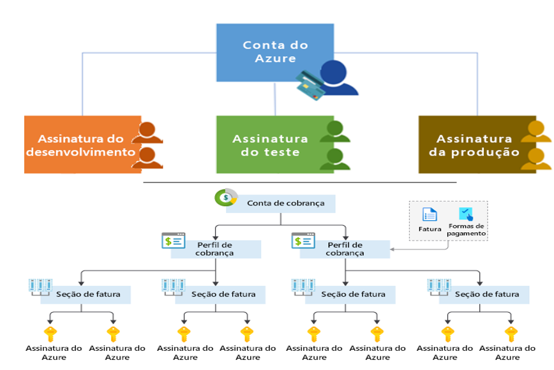 Conta do
Azure
Assinatura do
desenvolvimento
Assinatura
do teste
Assinatura
da produção
Conta de cobrança
Perfil de
cobrança
Perfil de
cobrança
Fatura
Formas de
pagamento
Seção de fatura
Seção de fatura
Seção de fatura
Seção de fatura
Assinatura do
Azure
Assinatura do
Azure
Assinatura do
Azure
Assinatura do
Azure
Assinatura do
Azure
Assinatura do
Azure
Assinatura do
Azure
Assinatura do
Azure